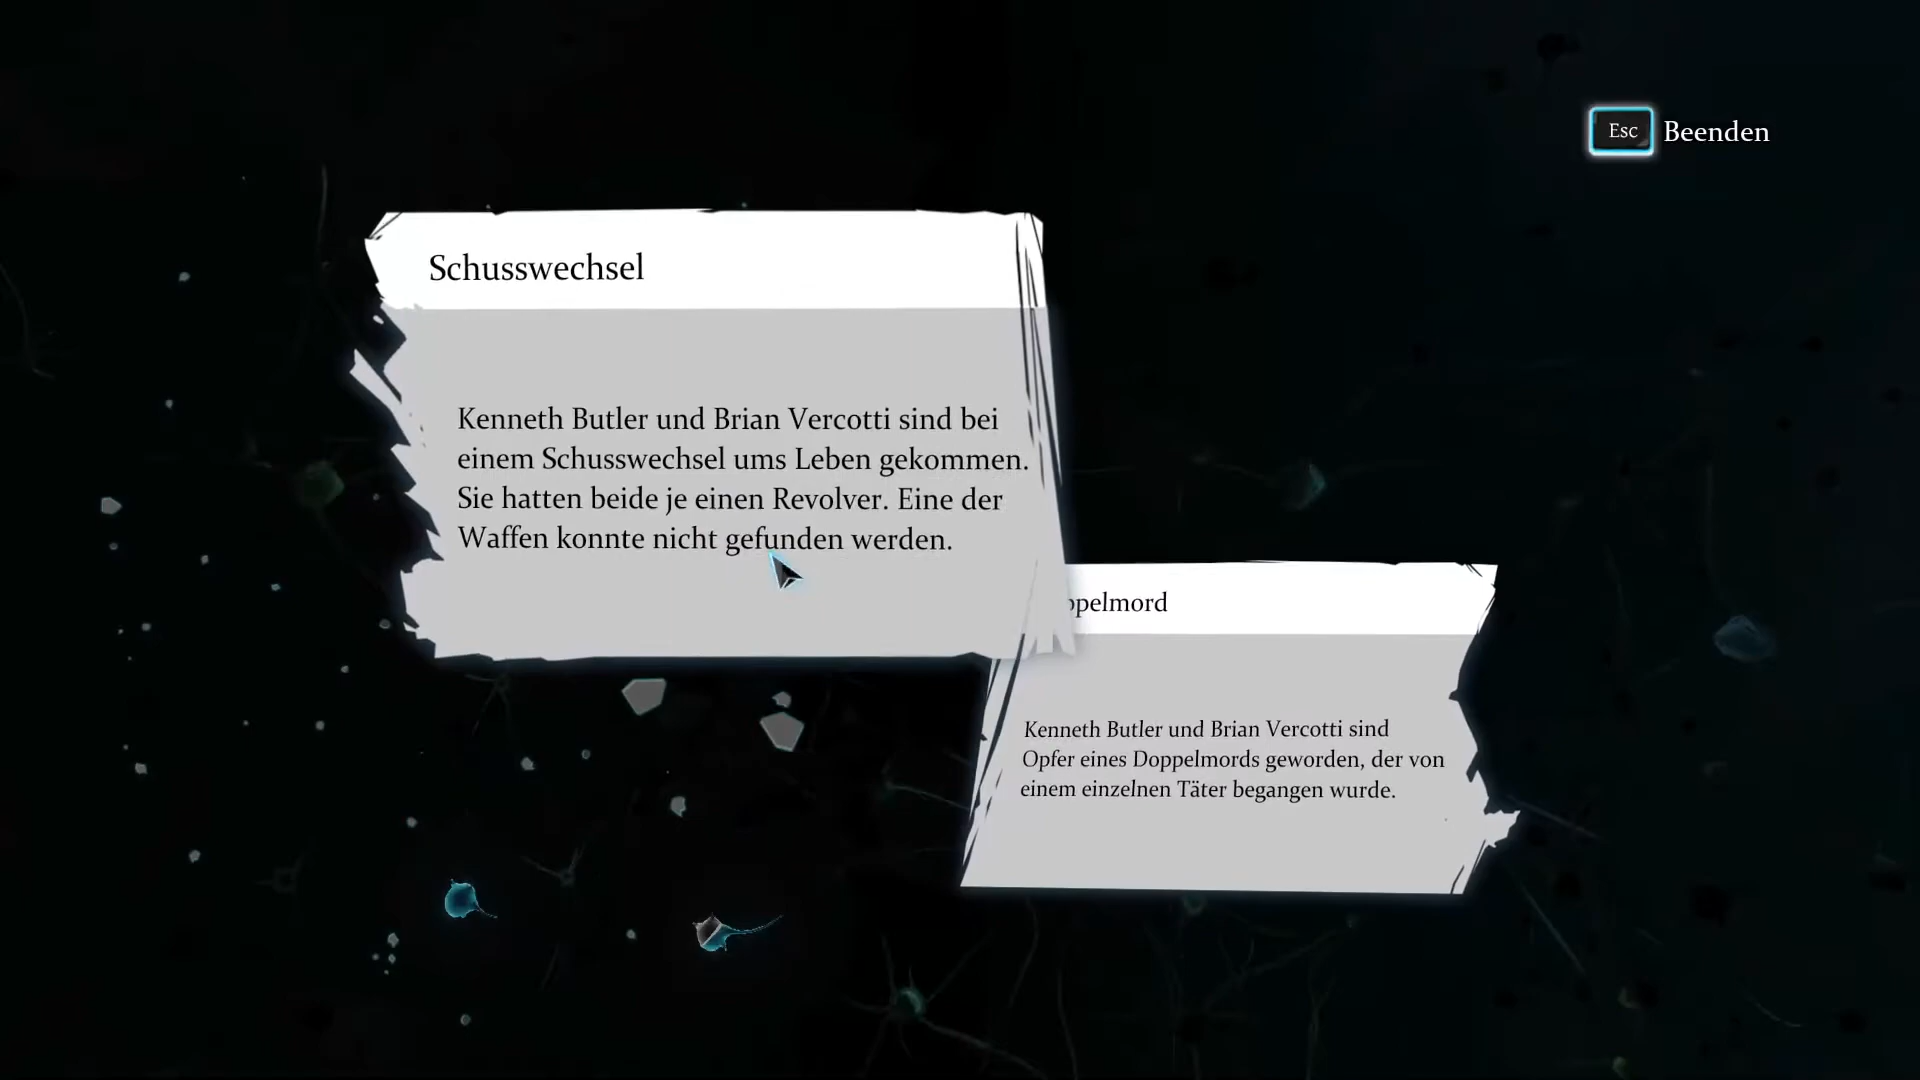 Esc Beenden
Schusswechsel
Kenneth Butler und Brian Vercotti sind bei
einem Schusswechsel ums Leben gekommen.
Sie hatten beide je einen Revolver. Eine der
Waffen konnte nicht gefunden werden.
ppelmord
Kenneth Butler und Brian Vercotti sind
Opfer eines Doppelmords geworden, der von
einem einzelnen Täter begangen wurde.